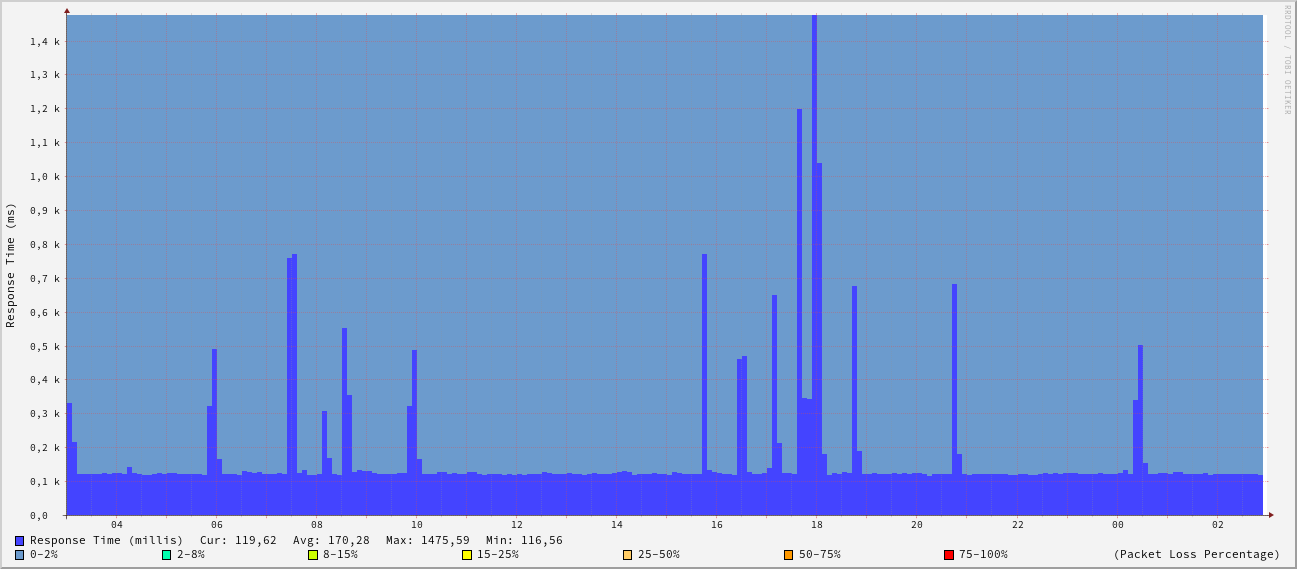 RRDTOOL / TOBI OETIKER
Response Time (ms)
1,4 k
1,3 k
1,2 k
1,1 k
1,0 k
0,9 k
0,8 k
0,7 k
0,6 k
0,5 k
0,4 k
0,3 k
0,2 k
0,1 k
0,0
04 06 08 10 12 14 16 18 20 22 00 02
Response Time (millis) Cur: 119,62 Avg: 170,28 Max: 1475,59 Min: 116,56
0-2% 2-8% 8-15% 15-25% 25-50% 50-75% 75-100% (Packet Loss Percentage)